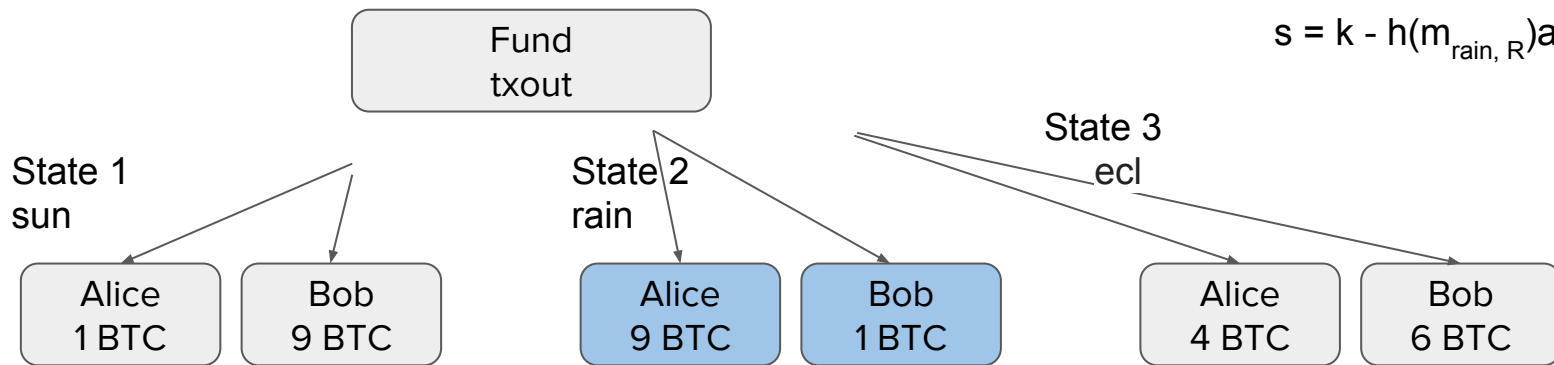 Fund
txout
s = k - h(m_rain, R)a
State 1
sun
State 2
rain
State 3
ecl
Alice
1 BTC
Bob
9 BTC
Alice
9 BTC
Bob
1 BTC
Alice
4 BTC
Bob
6 BTC